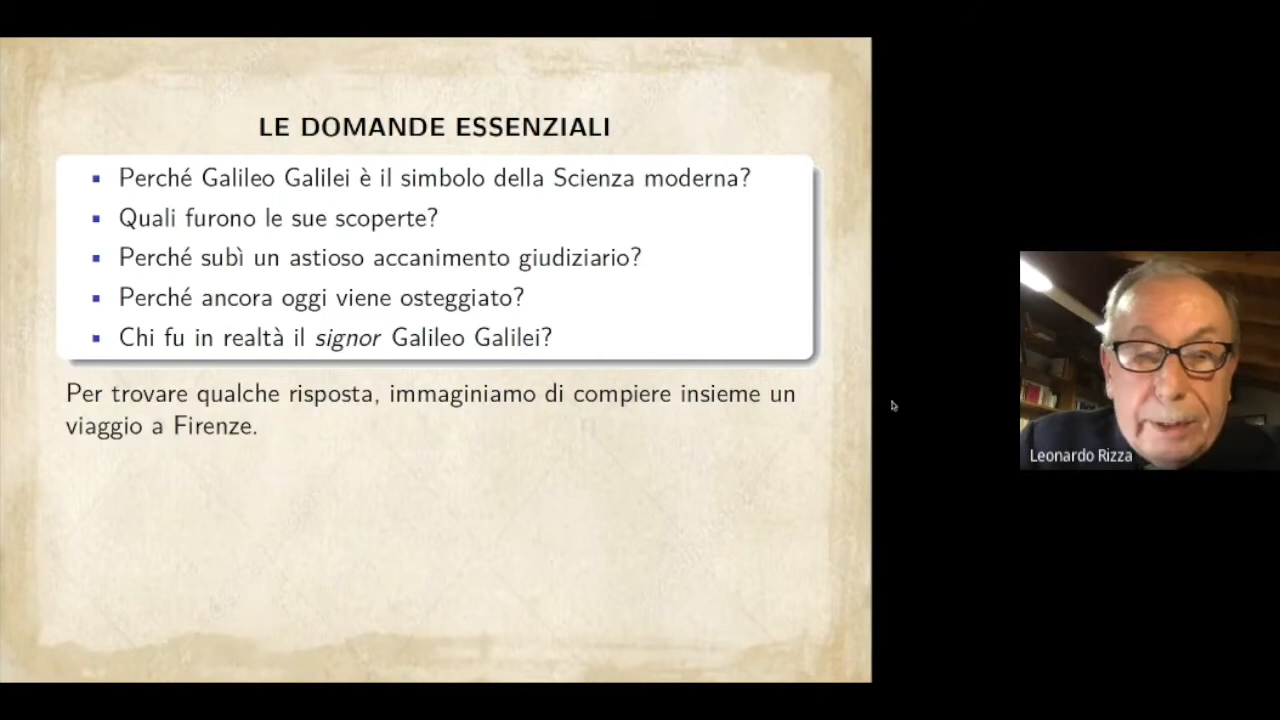 LE DOMANDE ESSENZIALI
Perché Galileo Galilei è il simbolo della Scienza moderna?
Quali furono le sue scoperte?
Perché subì un astioso accanimento giudiziario?
Perché ancora oggi viene osteggiato?
Chi fu in realtà il signor Galileo Galilei?
Per trovare qualche risposta, immaginiamo di compiere insieme un
viaggio a Firenze.
Leonardo Rizza